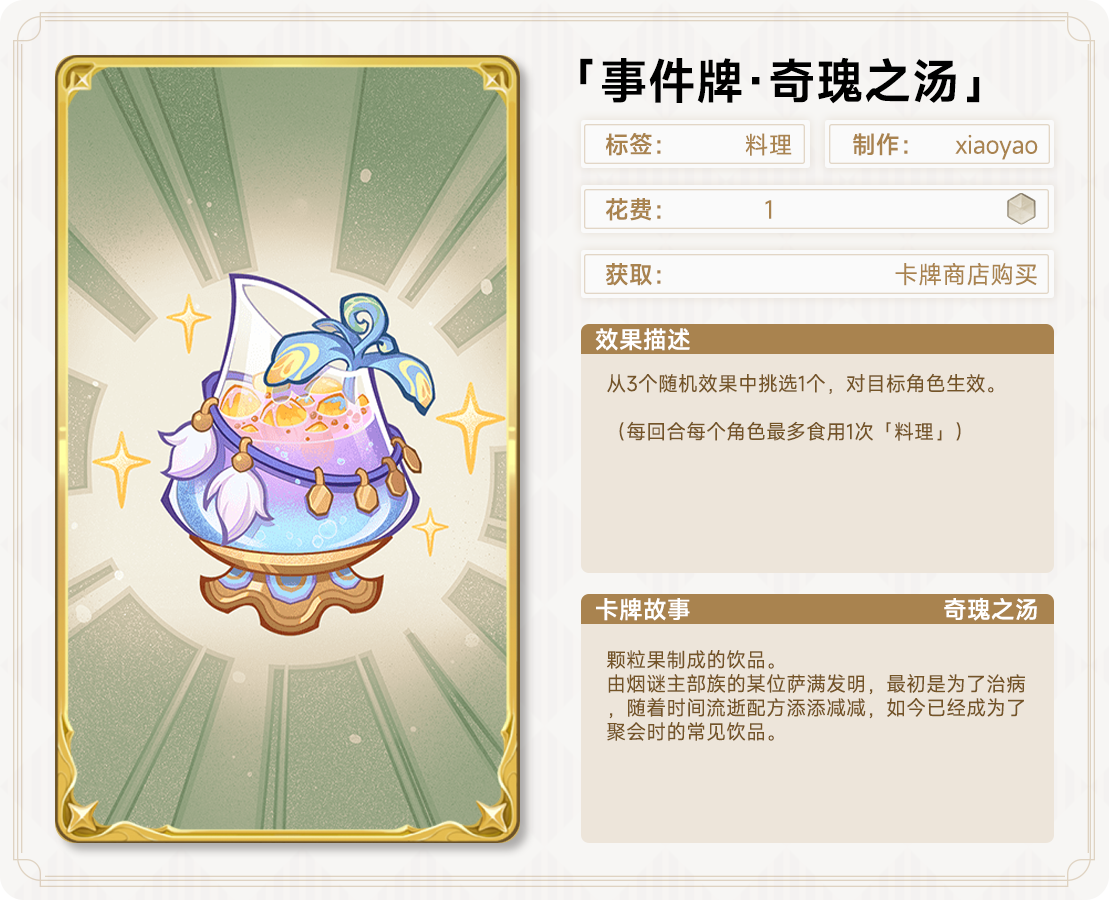 「事件牌·奇瑰之汤」
标签： 料理 制作： xiaoyao
花费： 1
获取： 卡牌商店购买
效果描述
从3个随机效果中挑选1个，对目标角色生效。
（每回合每个角色最多食用1次「料理」）
卡牌故事 奇瑰之汤
颗粒果制成的饮品。
由烟谜主部族的某位萨满发明，最初是为了治病
，随着时间流逝配方添添减减，如今已经成为了
聚会时的常见饮品。